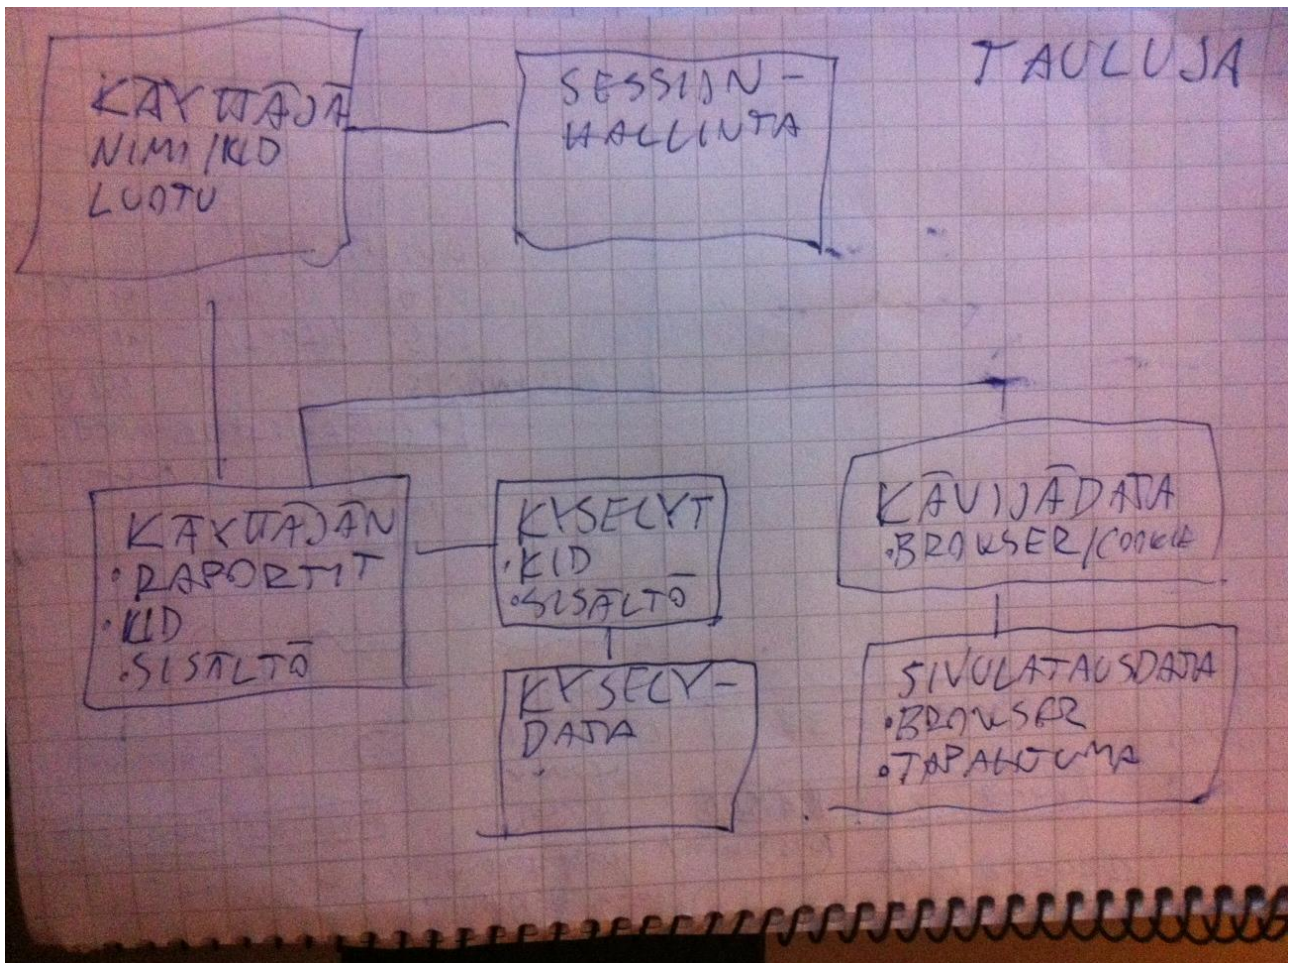 TAULUJA
KÄYTTÄJÄ
NIMI/KID
LUOTU
SESSION-
HALLINTA
KÄYTTÄJÄN
• RAPORTIT
• KID
• SISÄLTÖ
KYSELYT
• KID
• SISÄLTÖ
KYSELY-
DATA
•
KÄVIJÄDATA
• BROWSER/COOKIE
SIVULATAUSDATA
• BROWSER
• TAPAHTUMA